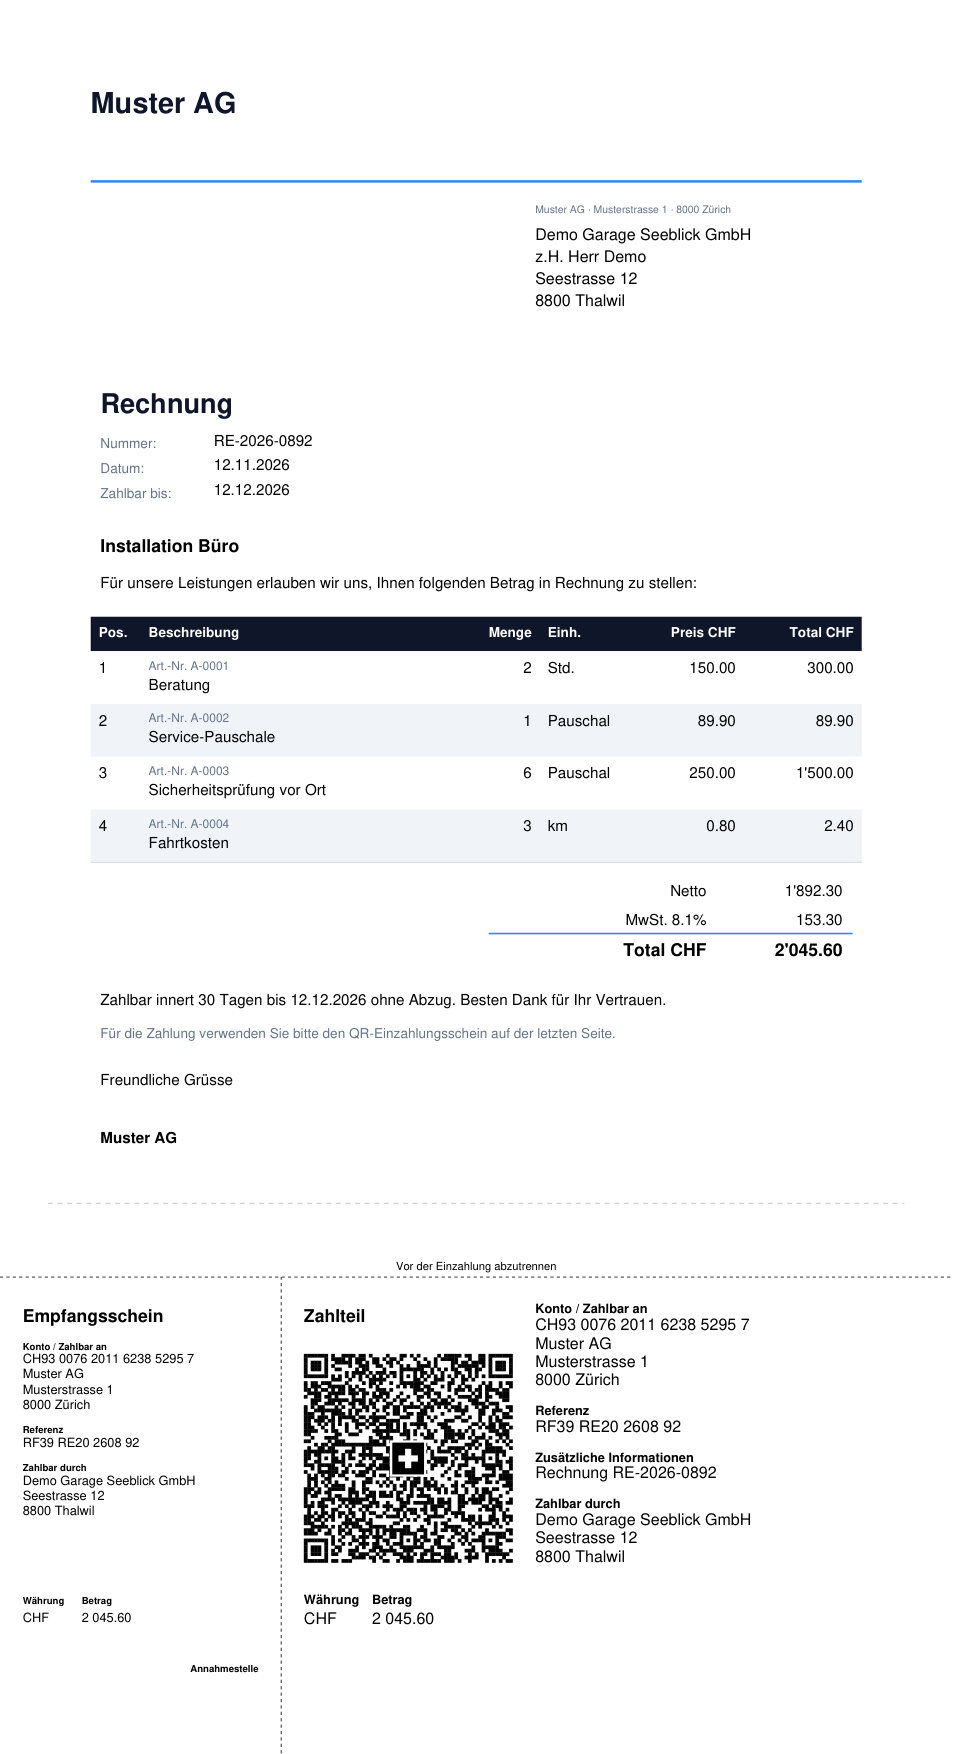 Muster AG
Muster AG · Musterstrasse 1 · 8000 Zürich
Demo Garage Seeblick GmbH
z.H. Herr Demo
Seestrasse 12
8800 Thalwil
Rechnung
Nummer: RE-2026-0892
Datum: 12.11.2026
Zahlbar bis: 12.12.2026
Installation Büro
Für unsere Leistungen erlauben wir uns, Ihnen folgenden Betrag in Rechnung zu stellen:
Pos. Beschreibung Menge Einh. Preis CHF Total CHF
1 Art.-Nr. A-0001 2 Std. 150.00 300.00
Beratung
2 Art.-Nr. A-0002 1 Pauschal 89.90 89.90
Service-Pauschale
3 Art.-Nr. A-0003 6 Pauschal 250.00 1'500.00
Sicherheitsprüfung vor Ort
4 Art.-Nr. A-0004 3 km 0.80 2.40
Fahrtkosten
Netto 1'892.30
MwSt. 8.1% 153.30
Total CHF 2'045.60
Zahlbar innert 30 Tagen bis 12.12.2026 ohne Abzug. Besten Dank für Ihr Vertrauen.
Für die Zahlung verwenden Sie bitte den QR-Einzahlungsschein auf der letzten Seite.
Freundliche Grüsse
Muster AG
Vor der Einzahlung abzutrennen
Empfangsschein
Konto / Zahlbar an
CH93 0076 2011 6238 5295 7
Muster AG
Musterstrasse 1
8000 Zürich
Referenz
RF39 RE20 2608 92
Zahlbar durch
Demo Garage Seeblick GmbH
Seestrasse 12
8800 Thalwil
Währung Betrag
CHF 2 045.60
Annahmestelle
Zahlteil
Währung Betrag
CHF 2 045.60
Konto / Zahlbar an
CH93 0076 2011 6238 5295 7
Muster AG
Musterstrasse 1
8000 Zürich
Referenz
RF39 RE20 2608 92
Zusätzliche Informationen
Rechnung RE-2026-0892
Zahlbar durch
Demo Garage Seeblick GmbH
Seestrasse 12
8800 Thalwil